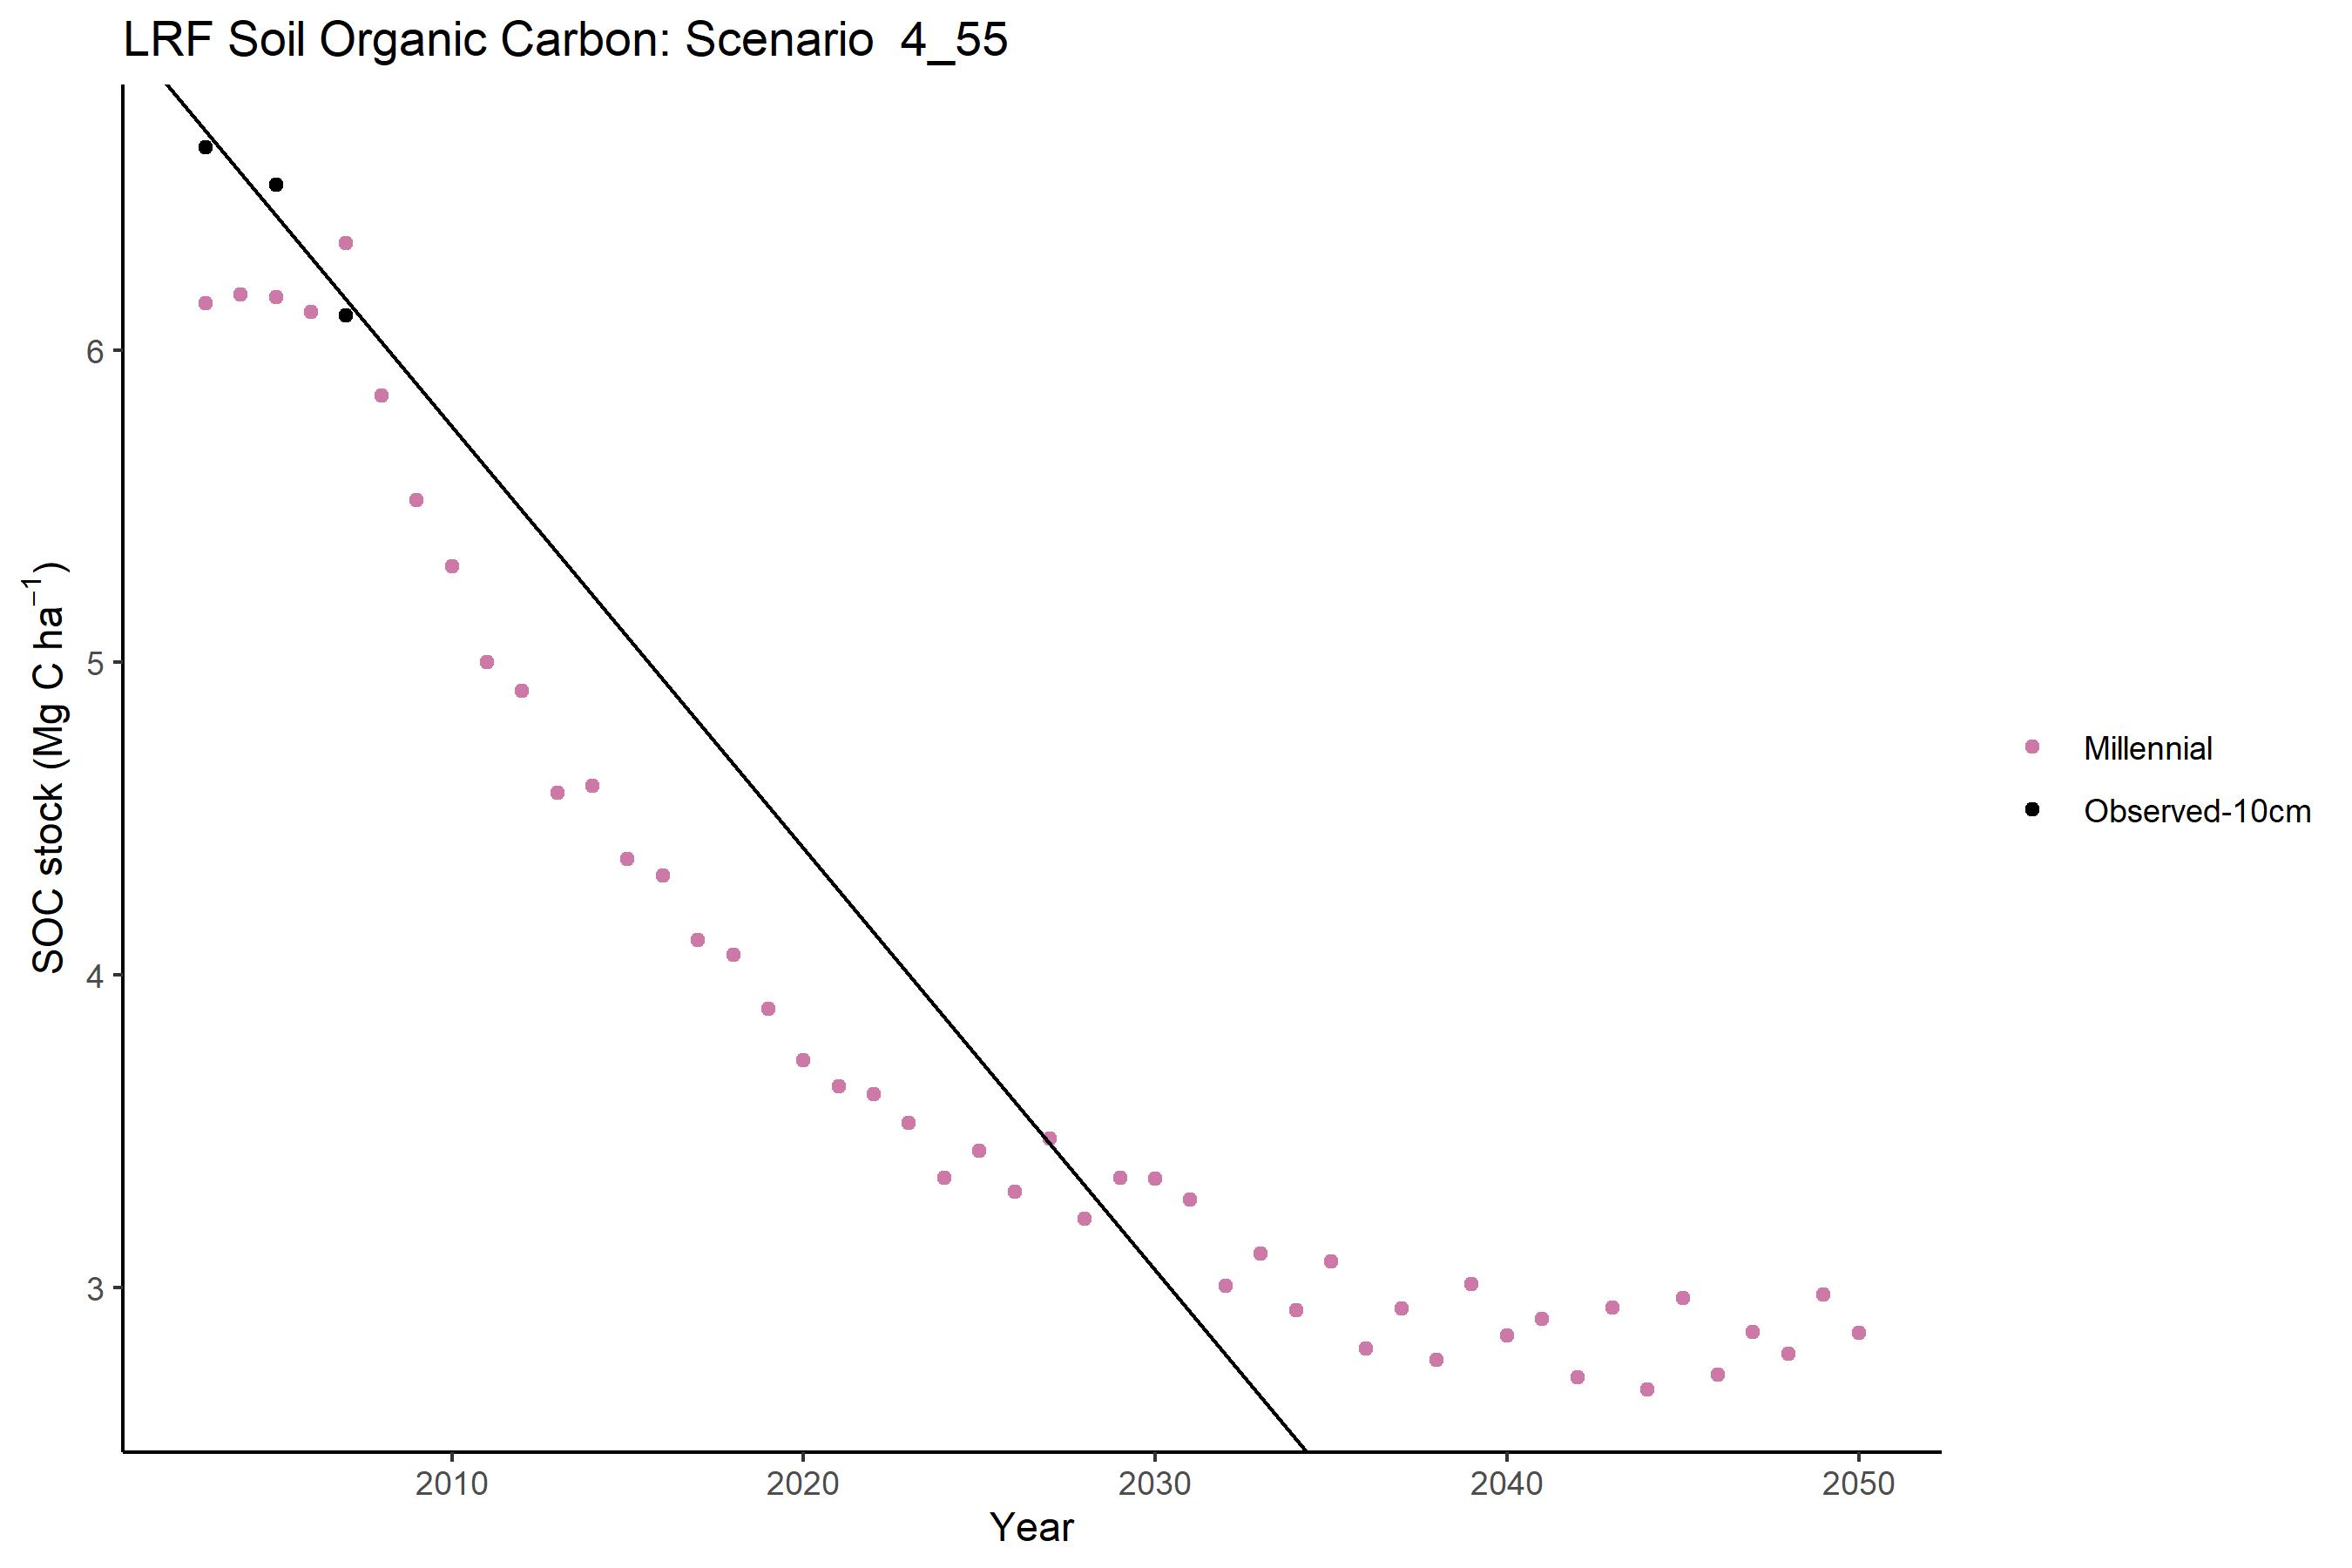 LRF Soil Organic Carbon: Scenario  4_55
SOC stock (Mg C ha⁻¹)
6
5
4
3
2010 2020 2030 2040 2050
Year
Millennial
Observed-10cm